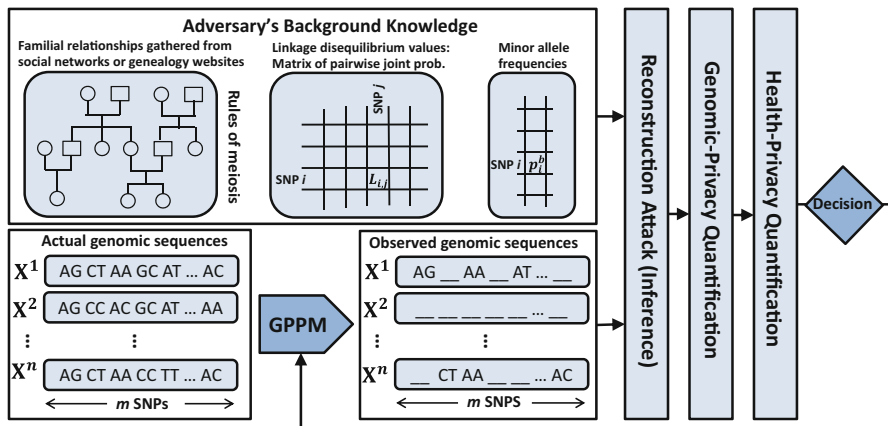 Adversary's Background Knowledge
Familial relationships gathered from
social networks or genealogy websites
Rules of meiosis
Linkage disequilibrium values:
Matrix of pairwise joint prob.
SNP j
SNP i
L_{i,j}
Minor allele
frequencies
SNP i
p_i^b
Actual genomic sequences
X^1 AG CT AA GC AT ... AC
X^2 AG CC AC GC AT ... AA
⋮ ⋮
X^n AG CT AA CC TT ... AC
m SNPs
GPPM
Observed genomic sequences
X^1 AG __ AA __ AT ... __
X^2 __ __ __ __ __ ... __
⋮ ⋮
X^n __ CT AA __ __ ... AC
m SNPS
Reconstruction Attack (Inference)
Genomic-Privacy Quantification
Health-Privacy Quantification
Decision